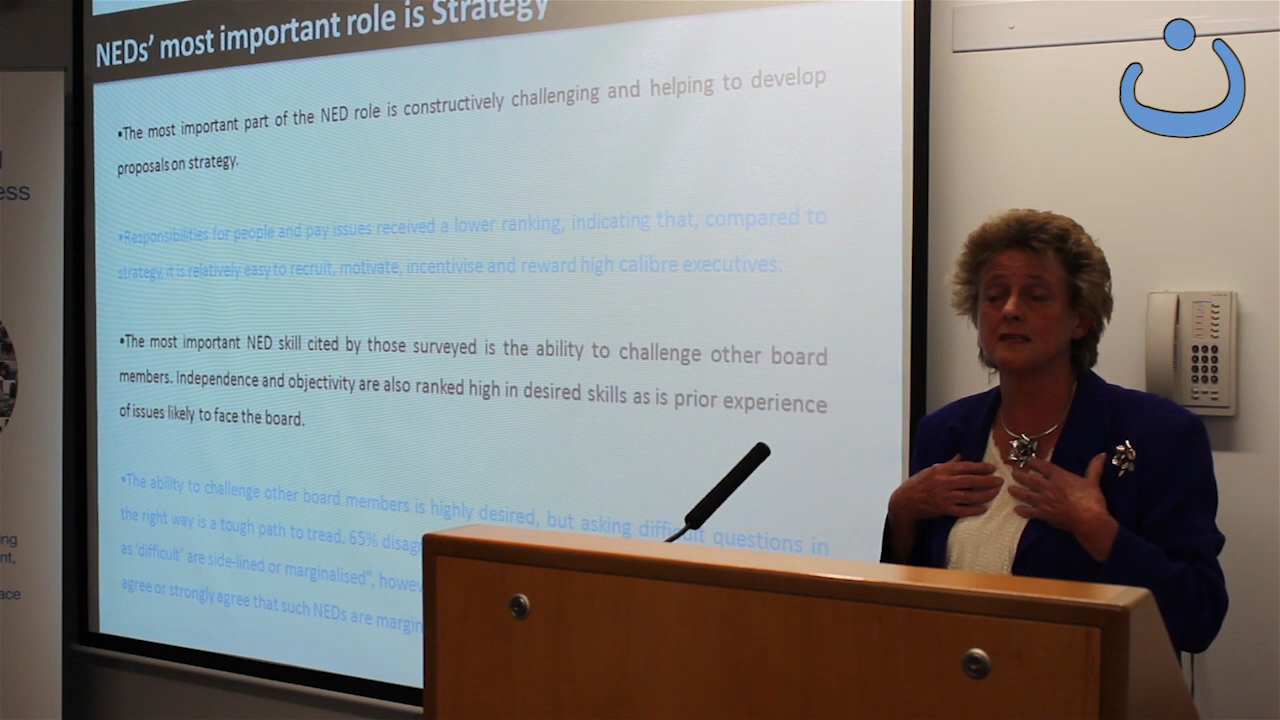 NEDs' most important role is Strategy
•The most important part of the NED role is constructively challenging and helping to develop
proposals on strategy.
•Responsibilities for people and pay issues received a lower ranking, indicating that, compared to
strategy, it is relatively easy to recruit, motivate, incentivise and reward high calibre executives.
•The most important NED skill cited by those surveyed is the ability to challenge other board
members. Independence and objectivity are also ranked high in desired skills as is prior experience
of issues likely to face the board.
•The ability to challenge other board members is highly desired, but asking difficult questions in
the right way is a tough path to tread. 65% disag
as 'difficult' are side-lined or marginalised", howev
agree or strongly agree that such NEDs are margin
ess
ing
nt,
ace
ن